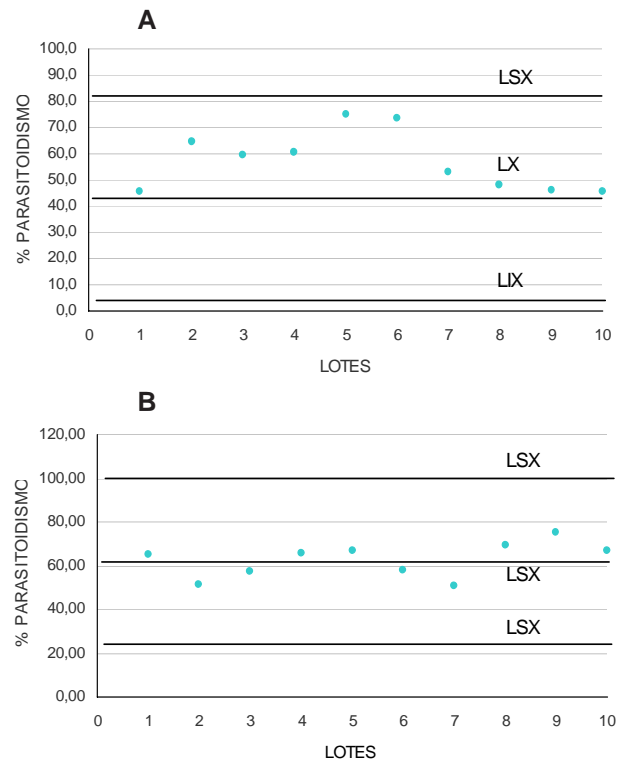 A
100,0
90,0
LSX
80,0
70,0
60,0
LX
50,0
40,0
30,0
20,0
LIX
10,0
0,0
% PARASITOIDISMO
0 1 2 3 4 5 6 7 8 9 10
LOTES
B
120,00
LSX
100,00
80,00
60,00
LSX
40,00
LSX
20,00
0,00
% PARASITOIDISMC
0 1 2 3 4 5 6 7 8 9 10
LOTES